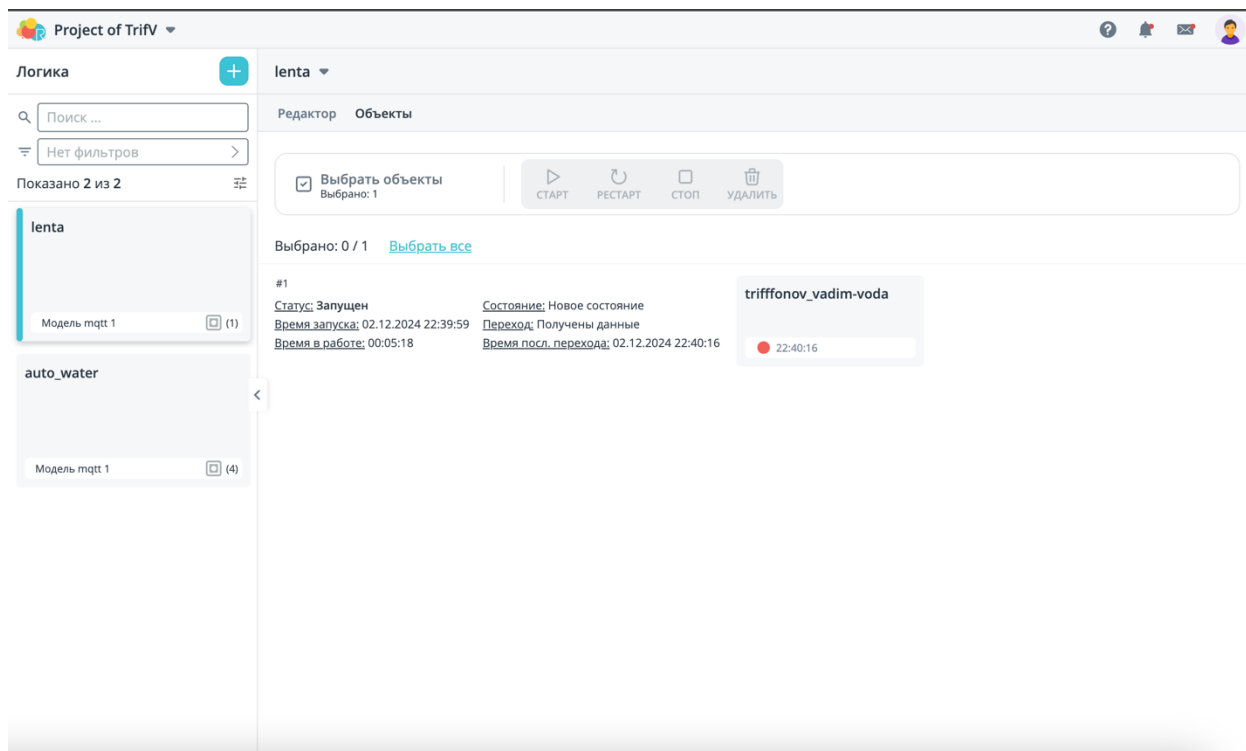 Project of TrifV
Логика
lenta
Поиск ...
Редактор Объекты
Нет фильтров
Показано 2 из 2
Выбрать объекты
Выбрано: 1
СТАРТ РЕСТАРТ СТОП УДАЛИТЬ
lenta
Модель mqtt 1 (1)
auto_water
Модель mqtt 1 (4)
Выбрано: 0 / 1 Выбрать все
#1
Статус: Запущен Состояние: Новое состояние
Время запуска: 02.12.2024 22:39:59 Переход: Получены данные
Время в работе: 00:05:18 Время посл. перехода: 02.12.2024 22:40:16
trifffonov_vadim-voda
22:40:16